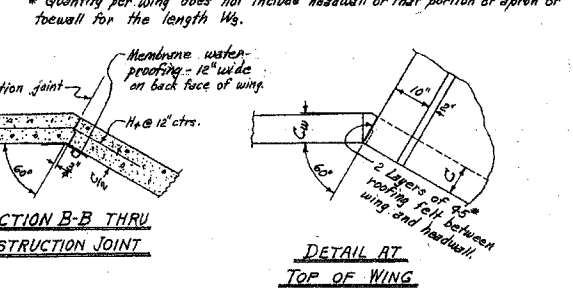 * Quantity per wing does not include headwall or that portion of apron or
toewall for the length W3.
Membrane water-
proofing - 12" wide
on back face of wing.
tion joint
H4 @ 12" ctrs.
60°
CTION B-B THRU
STRUCTION JOINT
10"
2"
60°
C
2 Layers of 45#
roofing felt between
wing and headwall.
DETAIL AT
TOP OF WING